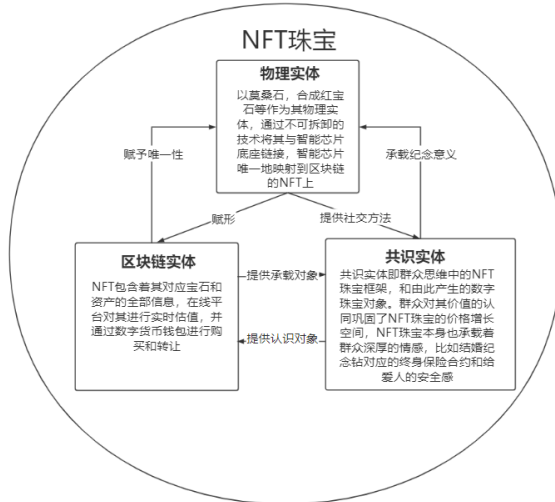 NFT珠宝
物理实体
以莫桑石，合成红宝
石等作为其物理实
体，通过不可拆卸的
技术将其与智能芯片
底座链接，智能芯片
唯一地映射到区块链
的NFT上
赋予唯一性
承载纪念意义
赋形
提供社交方法
区块链实体
NFT包含着其对应宝石和
资产的全部信息，在线平
台对其进行实时估值，并
通过数字货币钱包进行购
买和转让
提供承载对象
提供认识对象
共识实体
共识实体即群众思维中的NFT
珠宝框架，和由此产生的数字
珠宝对象。群众对其价值的认
同巩固了NFT珠宝的价格增长
空间，NFT珠宝本身也承载着
群众深厚的情感，比如结婚纪
念钻对应的终身保险合约和给
爱人的安全感